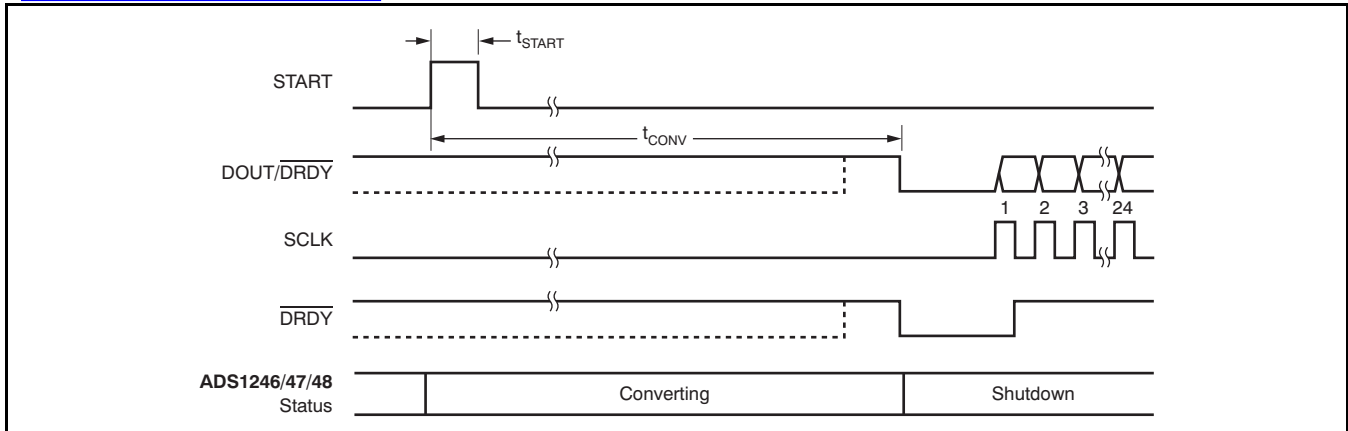 tSTART
START
tCONV
DOUT/DRDY
1 2 3 24
SCLK
DRDY
ADS1246/47/48
Status
Converting
Shutdown